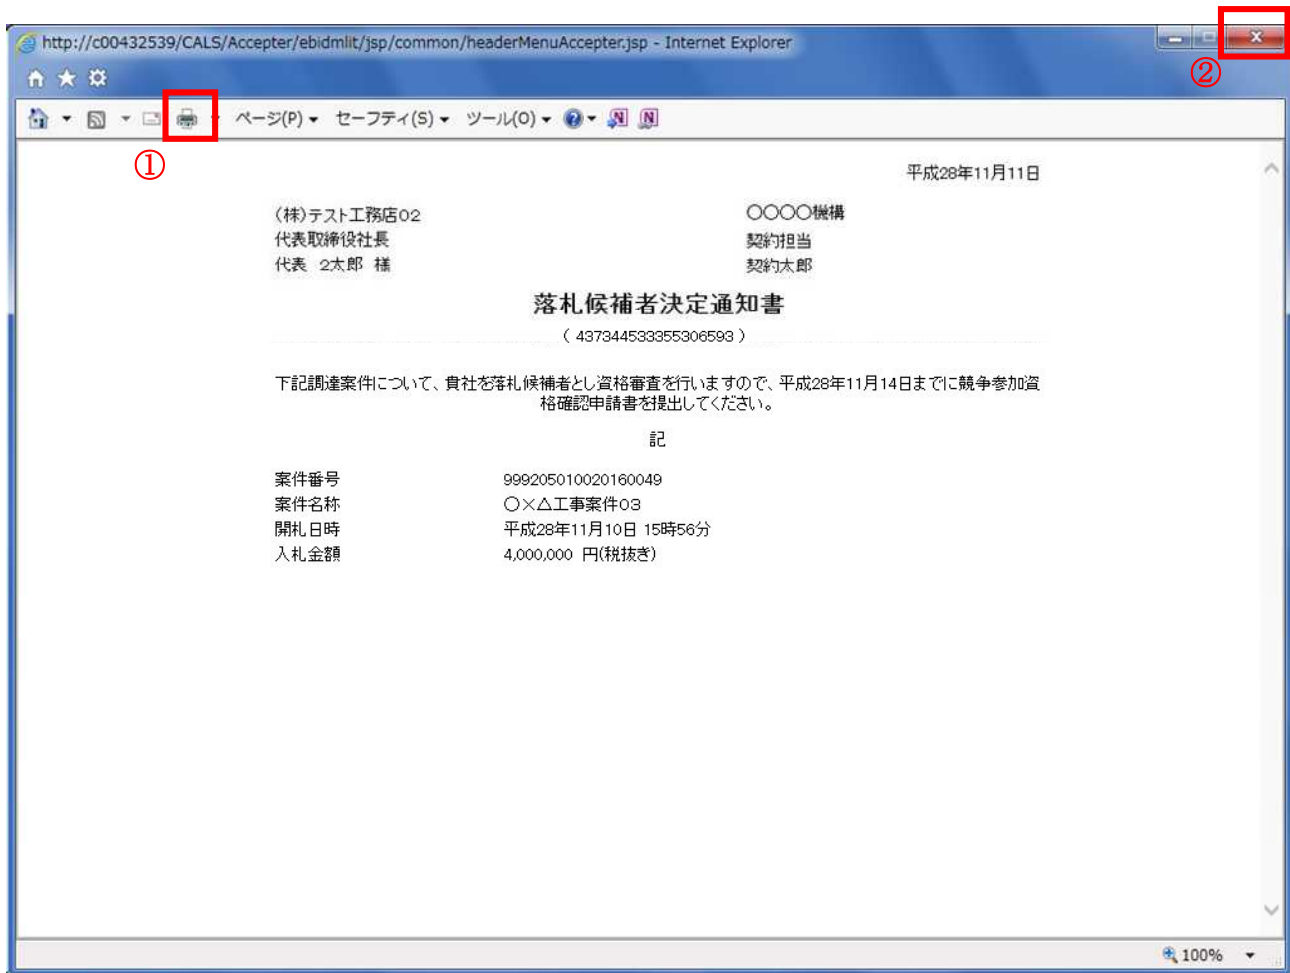 http://c00432539/CALS/Accepter/ebidmlit/jsp/common/headerMenuAccepter.jsp - Internet Explorer
②
ページ(P) セーフティ(S) ツール(O)
①
平成28年11月11日
(株)テスト工務店02
○○○○機構
代表取締役社長
契約担当
代表 2太郎 様
契約太郎
落札候補者決定通知書
( 437344533355306593 )
下記調達案件について、貴社を落札候補者とし資格審査を行いますので、平成28年11月14日までに競争参加資
格確認申請書を提出してください。
記
案件番号 999205010020160049
案件名称 ○×△工事案件03
開札日時 平成28年11月10日 15時56分
入札金額 4,000,000 円(税抜き)
100%